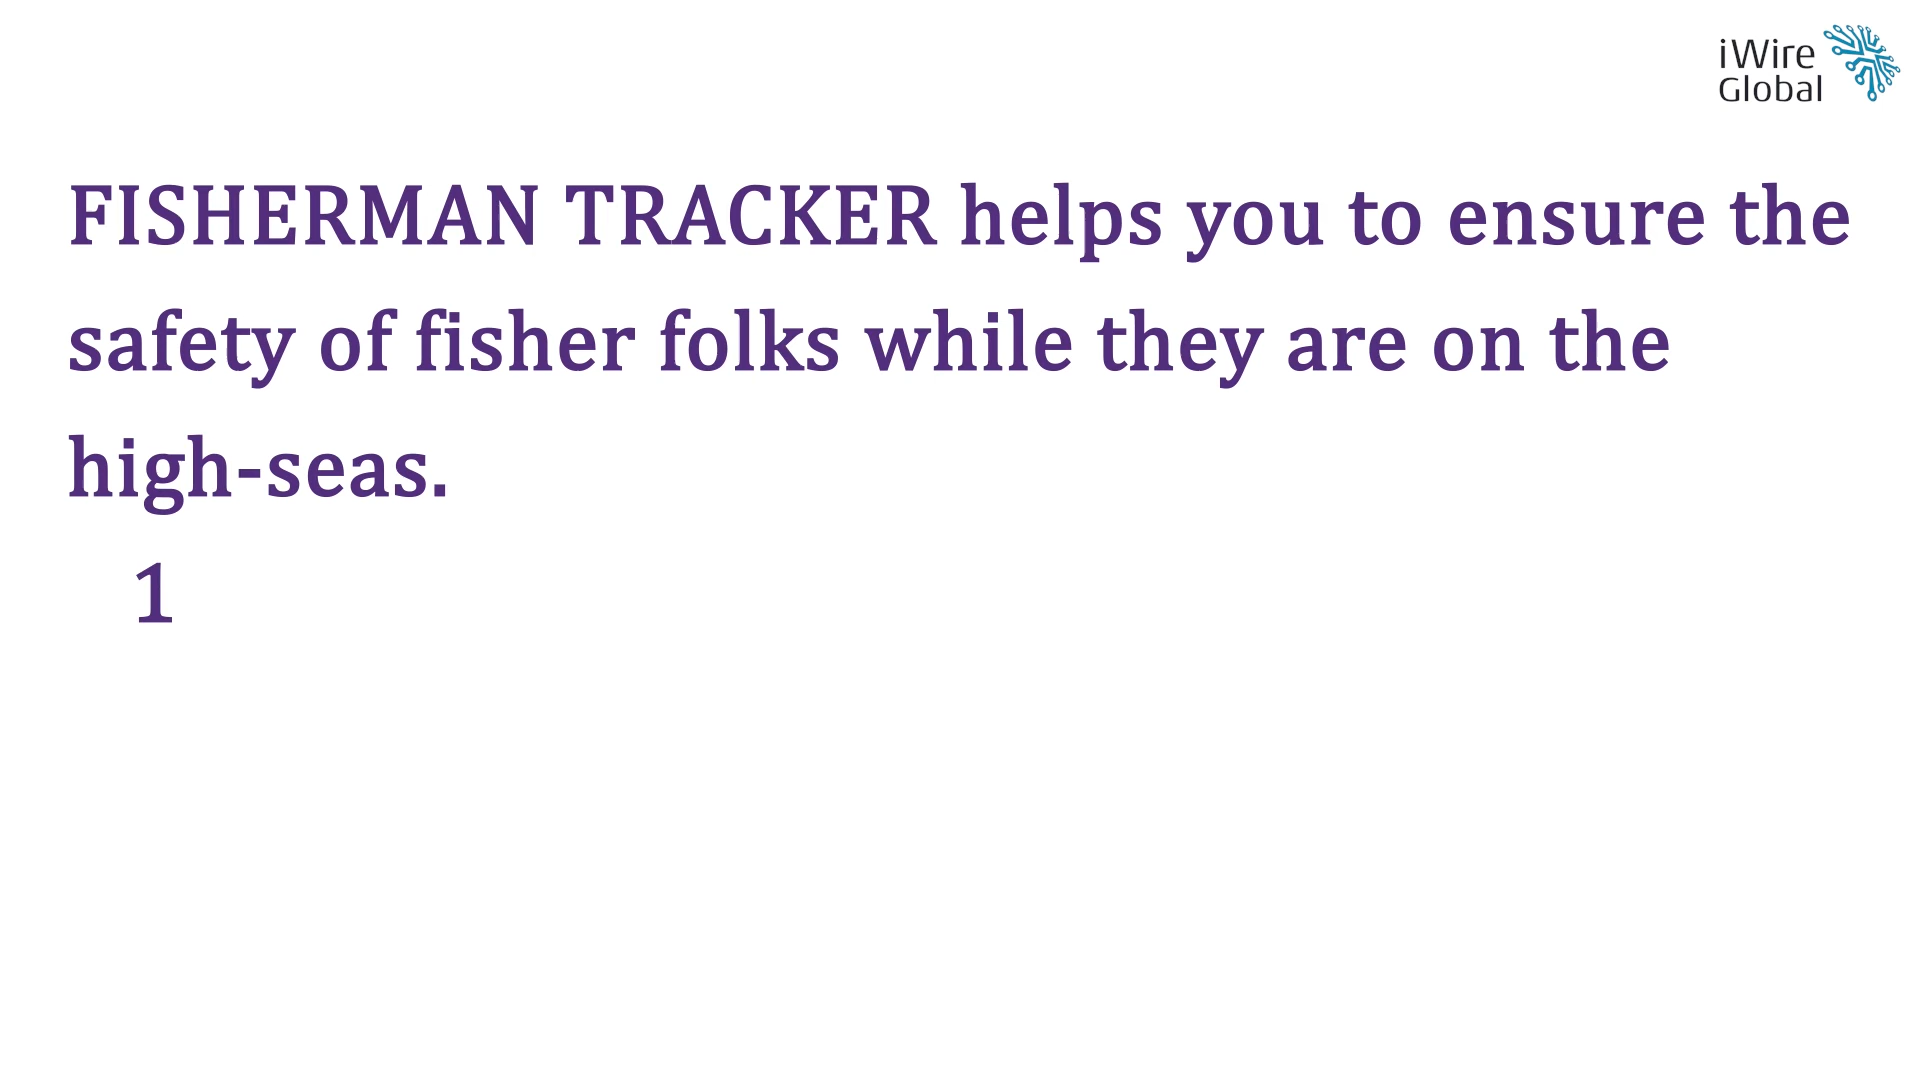 iWire
Global
FISHERMAN TRACKER helps you to ensure the
safety of fisher folks while they are on the
high-seas.
1